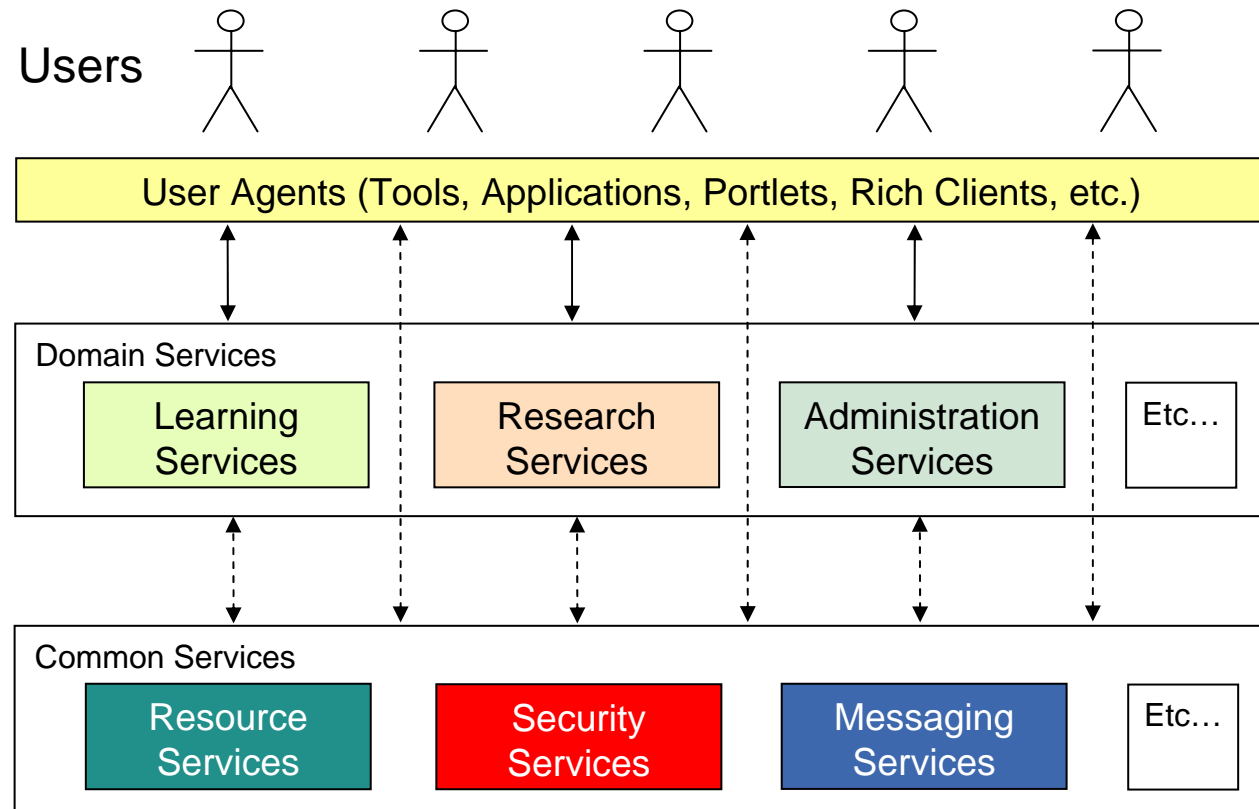 Users
User Agents (Tools, Applications, Portlets, Rich Clients, etc.)
Domain Services
Learning
Services
Research
Services
Administration
Services
Etc…
Common Services
Resource
Services
Security
Services
Messaging
Services
Etc…